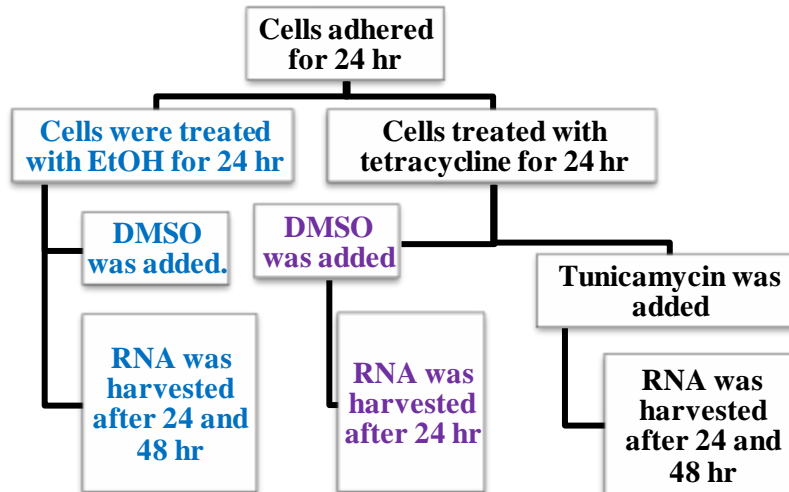 Cells adhered
for 24 hr
Cells were treated
with EtOH for 24 hr
Cells treated with
tetracycline for 24 hr
DMSO
was added.
DMSO
was added
Tunicamycin was
added
RNA was
harvested
after 24 and
48 hr
RNA was
harvested
after 24 hr
RNA was
harvested
after 24 and
48 hr